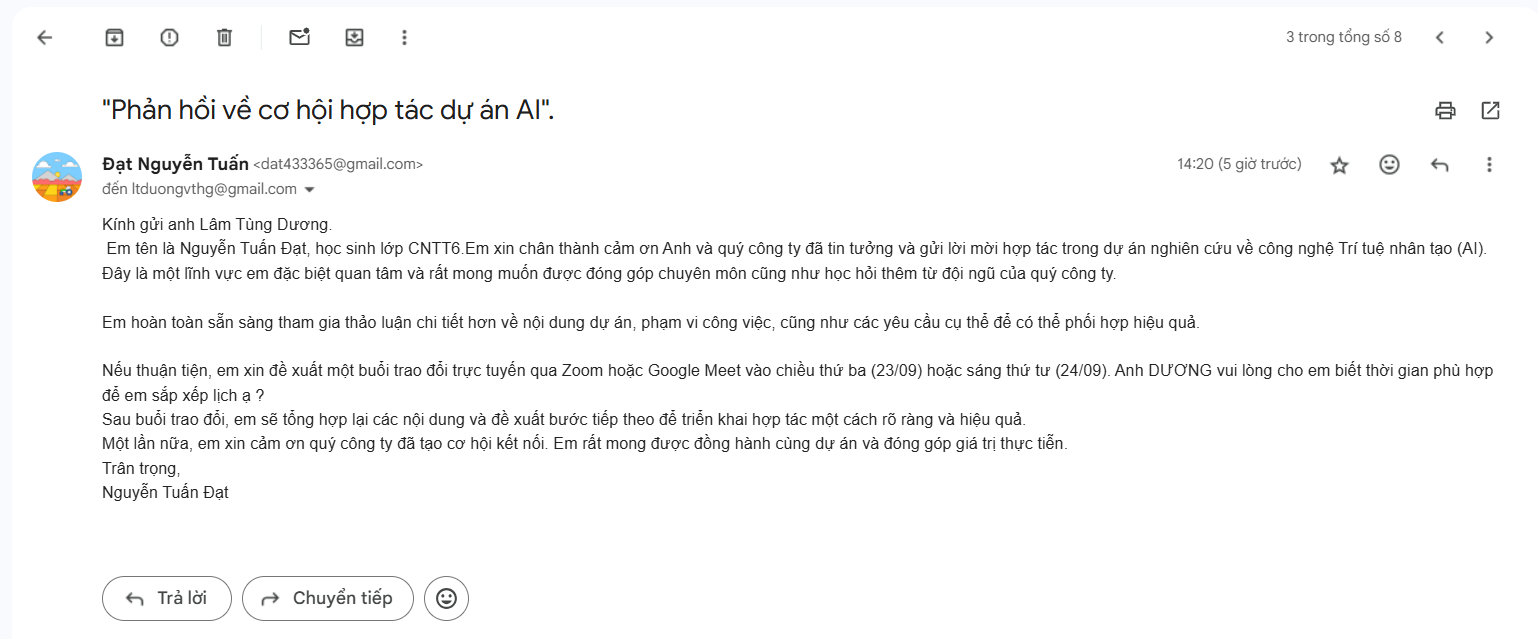 3 trong tổng số 8
"Phản hồi về cơ hội hợp tác dự án AI".
Đạt Nguyễn Tuấn <dat433365@gmail.com>
14:20 (5 giờ trước)
đến ltduongvthg@gmail.com
Kính gửi anh Lâm Tùng Dương.
Em tên là Nguyễn Tuấn Đạt, học sinh lớp CNTT6.Em xin chân thành cảm ơn Anh và quý công ty đã tin tưởng và gửi lời mời hợp tác trong dự án nghiên cứu về công nghệ Trí tuệ nhân tạo (AI).
Đây là một lĩnh vực em đặc biệt quan tâm và rất mong muốn được đóng góp chuyên môn cũng như học hỏi thêm từ đội ngũ của quý công ty.
Em hoàn toàn sẵn sàng tham gia thảo luận chi tiết hơn về nội dung dự án, phạm vi công việc, cũng như các yêu cầu cụ thể để có thể phối hợp hiệu quả.
Nếu thuận tiện, em xin đề xuất một buổi trao đổi trực tuyến qua Zoom hoặc Google Meet vào chiều thứ ba (23/09) hoặc sáng thứ tư (24/09). Anh DƯƠNG vui lòng cho em biết thời gian phù hợp
để em sắp xếp lịch ạ ?
Sau buổi trao đổi, em sẽ tổng hợp lại các nội dung và đề xuất bước tiếp theo để triển khai hợp tác một cách rõ ràng và hiệu quả.
Một lần nữa, em xin cảm ơn quý công ty đã tạo cơ hội kết nối. Em rất mong được đồng hành cùng dự án và đóng góp giá trị thực tiễn.
Trân trọng,
Nguyễn Tuấn Đạt
Trả lời
Chuyển tiếp